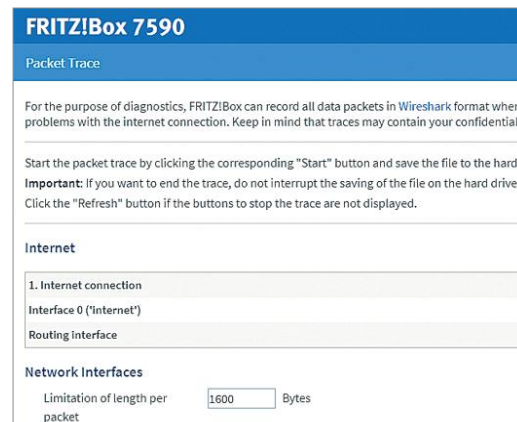 FRITZ!Box 7590
Packet Trace
For the purpose of diagnostics, FRITZ!Box can record all data packets in Wireshark format wher
problems with the internet connection. Keep in mind that traces may contain your confidential
Start the packet trace by clicking the corresponding "Start" button and save the file to the hard
Important: If you want to end the trace, do not interrupt the saving of the file on the hard drive
Click the "Refresh" button if the buttons to stop the trace are not displayed.
Internet
1. Internet connection
Interface 0 ('internet')
Routing interface
Network Interfaces
Limitation of length per 1600 Bytes
packet